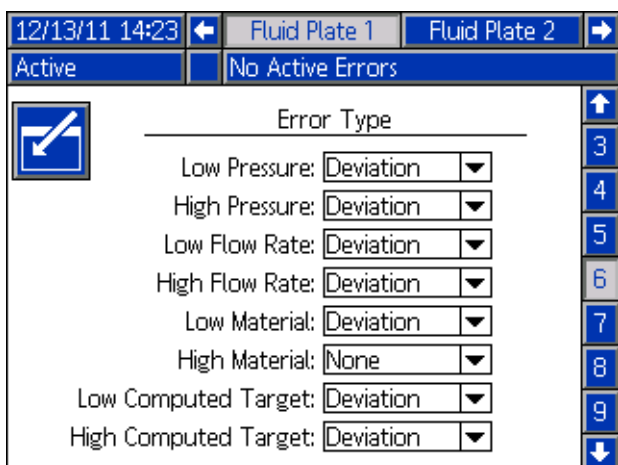 12/13/11 14:23 Fluid Plate 1 Fluid Plate 2
Active No Active Errors
Error Type
3
Low Pressure: Deviation
4
High Pressure: Deviation
5
Low Flow Rate: Deviation
6
High Flow Rate: Deviation
7
Low Material: Deviation
8
High Material: None
9
Low Computed Target: Deviation
High Computed Target: Deviation